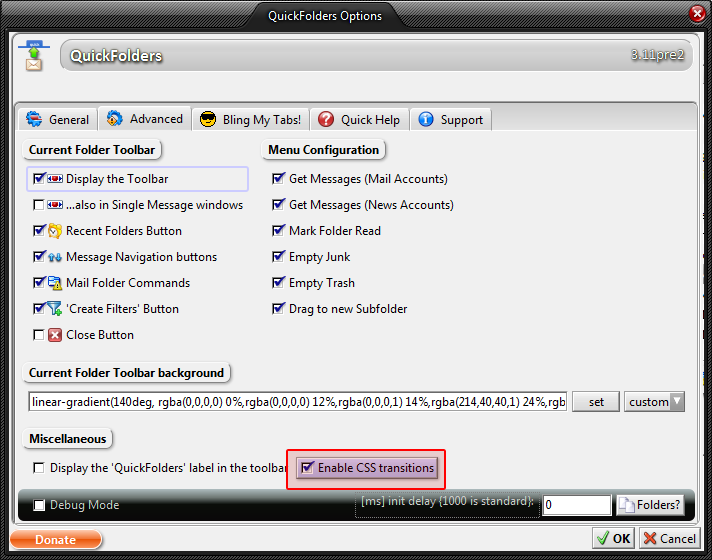 QuickFolders Options
QuickFolders
3.11pre2
General
Advanced
Bling My Tabs!
Quick Help
Support
Current Folder Toolbar
Display the Toolbar
...also in Single Message windows
Recent Folders Button
Message Navigation buttons
Mail Folder Commands
'Create Filters' Button
Close Button
Menu Configuration
Get Messages (Mail Accounts)
Get Messages (News Accounts)
Mark Folder Read
Empty Junk
Empty Trash
Drag to new Subfolder
Current Folder Toolbar background
linear-gradient(140deg, rgba(0,0,0,0) 0%,rgba(0,0,0,0) 12%,rgba(0,0,0,1) 14%,rgba(214,40,40,1) 24%,rgb
set
custom
Miscellaneous
Display the 'QuickFolders' label in the toolbar
Enable CSS transitions
Debug Mode
[ms] init delay {1000 is standard};
0
Folders?
Donate
OK
Cancel